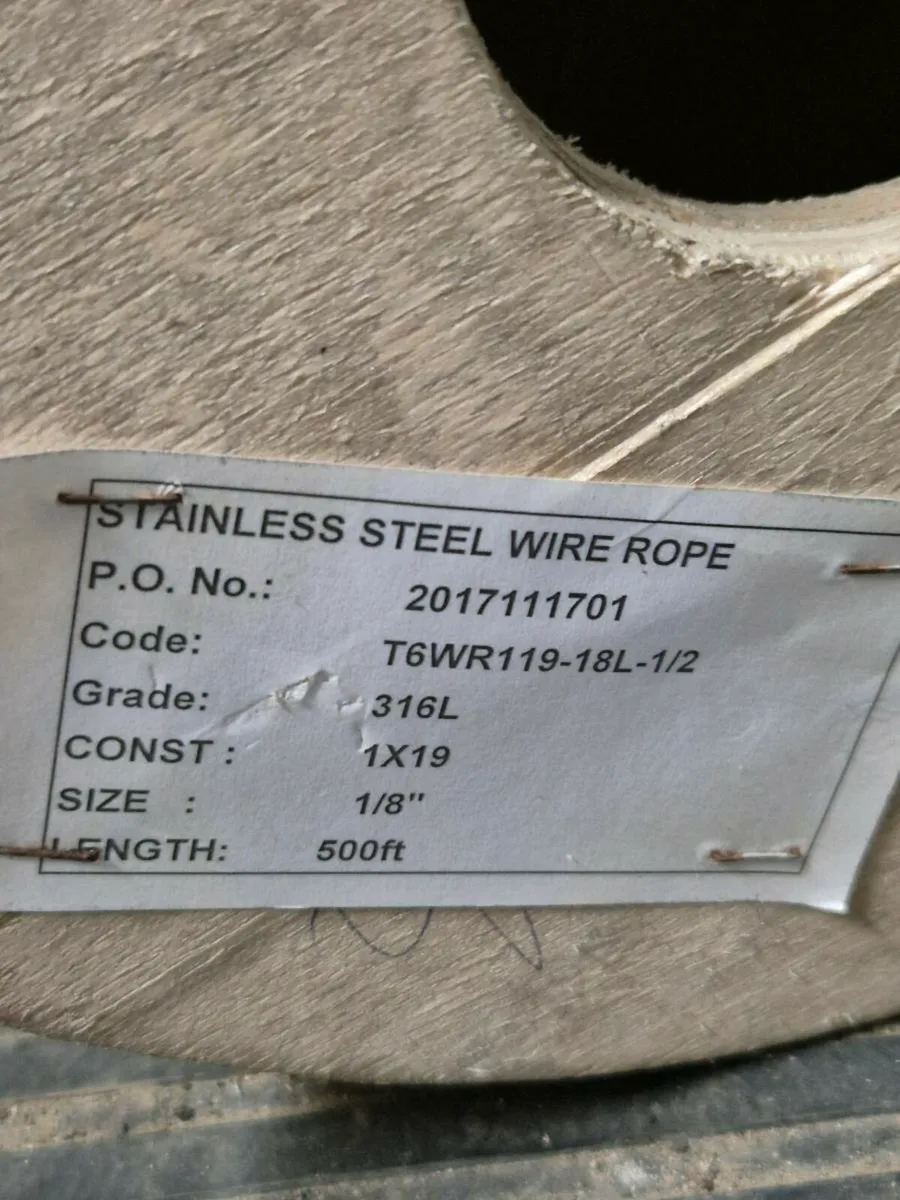 STAINLESS STEEL WIRE ROPE
P.O. No.: 2017111701
Code: T6WR119-18L-1/2
Grade: 316L
CONST : 1X19
SIZE : 1/8"
LENGTH: 500ft